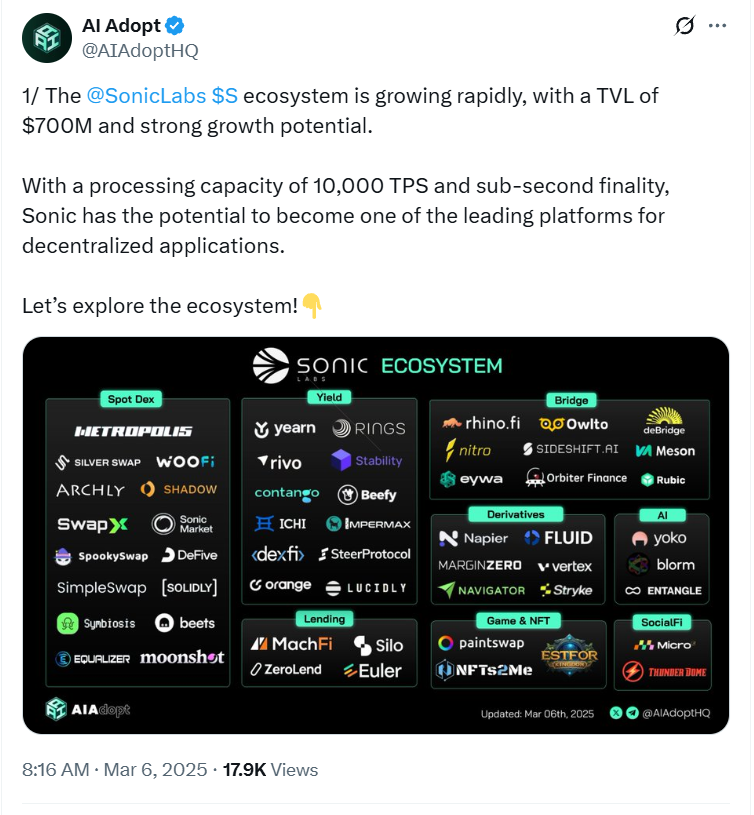 AI Adopt
@AIAdoptHQ
1/ The @SonicLabs $S ecosystem is growing rapidly, with a TVL of
$700M and strong growth potential.
With a processing capacity of 10,000 TPS and sub-second finality,
Sonic has the potential to become one of the leading platforms for
decentralized applications.
Let’s explore the ecosystem!👇
SONIC LABS ECOSYSTEM
Spot Dex
METROPOLIS
SILVER SWAP
WOOFi
ARCHLY
SHADOW
SwapX
Sonic Market
SpookySwap
DeFive
SimpleSwap
[SOLIDLY]
Symbiosis
beets
EQUALIZER
moonshot
Yield
yearn
RINGS
rivo
Stability
contango
Beefy
ICHI
IMPERMAX
‹dexfi›
SteerProtocol
orange
LUCIDLY
Lending
MachFi
Silo
ZeroLend
Euler
Bridge
rhino.fi
Owlto
deBridge
nitro
SIDESHIFT.AI
Meson
eywa
Orbiter Finance
Rubic
Derivatives
Napier
FLUID
MARGINZERO
vertex
NAVIGATOR
Stryke
AI
yoko
blorm
ENTANGLE
Game & NFT
paintswap
ESTFOR
KINGDOM
NFTs2Me
SocialFi
Micro3
THUNDER DOME
AIAdopt
Updated: Mar 06th, 2025
@AIAdoptHQ
8:16 AM · Mar 6, 2025 · 17.9K Views